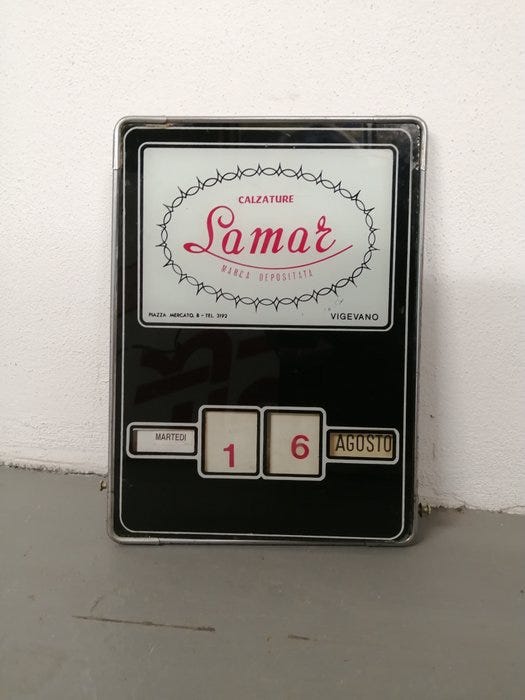 CALZATURE
Lamar
MARCA DEPOSITATA
PIAZZA MERCATO, 8 - TEL. 3192 VIGEVANO
MARTEDI 1 6 AGOSTO